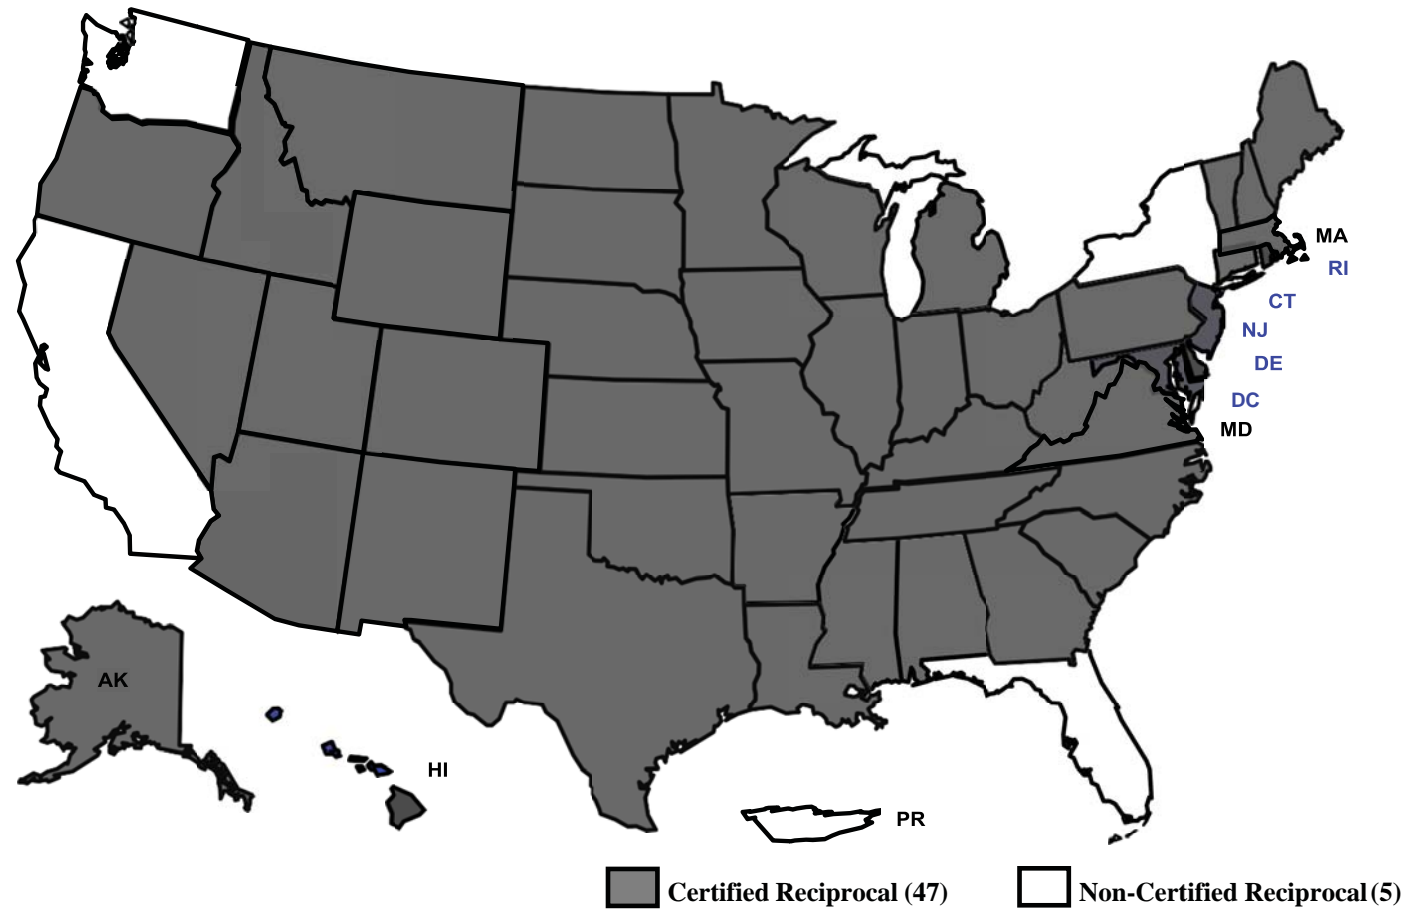 MA
RI
CT
NJ
DE
DC
MD
AK
HI
PR
Certified Reciprocal (47)
Non-Certified Reciprocal (5)